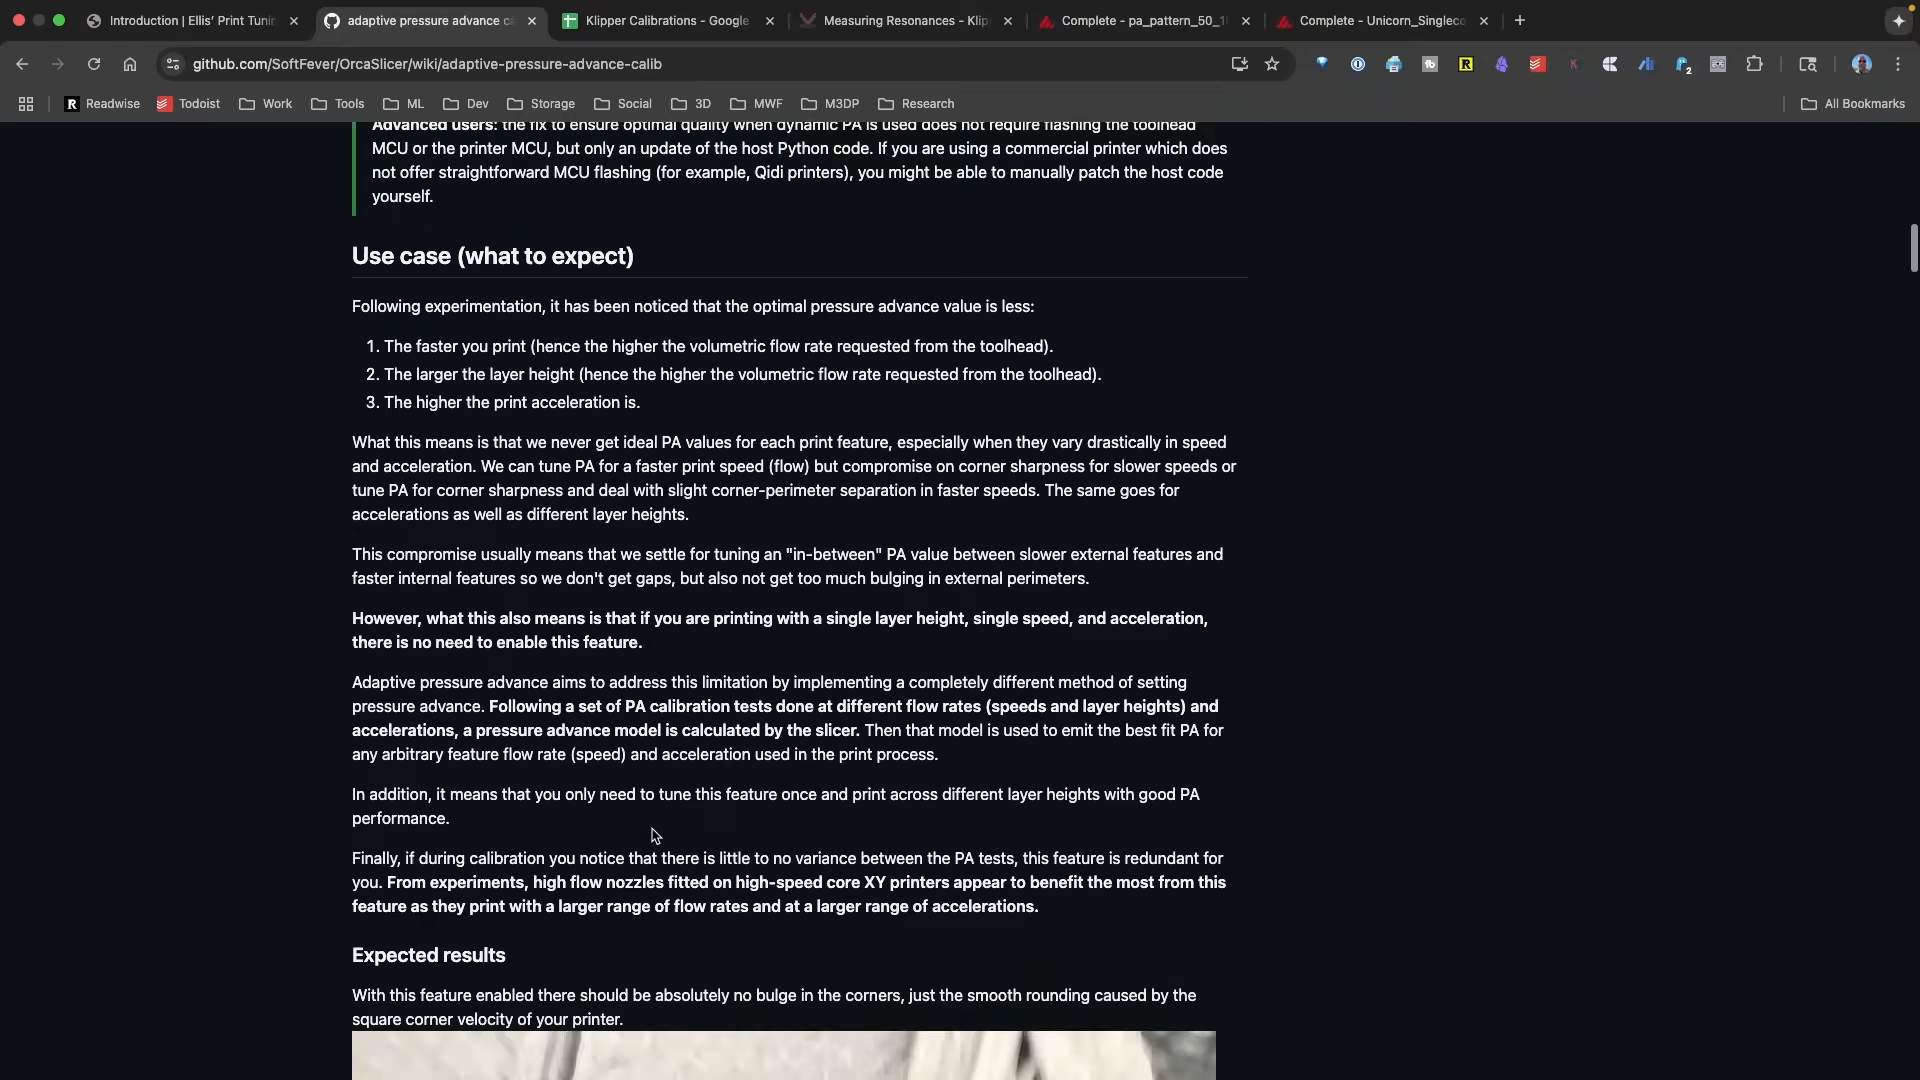 Introduction | Ellis' Print Tunin
adaptive pressure advance c
Klipper Calibrations - Google
Measuring Resonances - Klip
Complete - pa_pattern_50_1
Complete - Unicorn_Singleco
github.com/SoftFever/OrcaSlicer/wiki/adaptive-pressure-advance-calib
Readwise
Todoist
Work
Tools
ML
Dev
Storage
Social
3D
MWF
M3DP
Research
All Bookmarks
Advanced users: the fix to ensure optimal quality when dynamic PA is used does not require flashing the toolhead
MCU or the printer MCU, but only an update of the host Python code. If you are using a commercial printer which does
not offer straightforward MCU flashing (for example, Qidi printers), you might be able to manually patch the host code
yourself.
Use case (what to expect)
Following experimentation, it has been noticed that the optimal pressure advance value is less:
1. The faster you print (hence the higher the volumetric flow rate requested from the toolhead).
2. The larger the layer height (hence the higher the volumetric flow rate requested from the toolhead).
3. The higher the print acceleration is.
What this means is that we never get ideal PA values for each print feature, especially when they vary drastically in speed
and acceleration. We can tune PA for a faster print speed (flow) but compromise on corner sharpness for slower speeds or
tune PA for corner sharpness and deal with slight corner-perimeter separation in faster speeds. The same goes for
accelerations as well as different layer heights.
This compromise usually means that we settle for tuning an "in-between" PA value between slower external features and
faster internal features so we don't get gaps, but also not get too much bulging in external perimeters.
However, what this also means is that if you are printing with a single layer height, single speed, and acceleration,
there is no need to enable this feature.
Adaptive pressure advance aims to address this limitation by implementing a completely different method of setting
pressure advance. Following a set of PA calibration tests done at different flow rates (speeds and layer heights) and
accelerations, a pressure advance model is calculated by the slicer. Then that model is used to emit the best fit PA for
any arbitrary feature flow rate (speed) and acceleration used in the print process.
In addition, it means that you only need to tune this feature once and print across different layer heights with good PA
performance.
Finally, if during calibration you notice that there is little to no variance between the PA tests, this feature is redundant for
you. From experiments, high flow nozzles fitted on high-speed core XY printers appear to benefit the most from this
feature as they print with a larger range of flow rates and at a larger range of accelerations.
Expected results
With this feature enabled there should be absolutely no bulge in the corners, just the smooth rounding caused by the
square corner velocity of your printer.